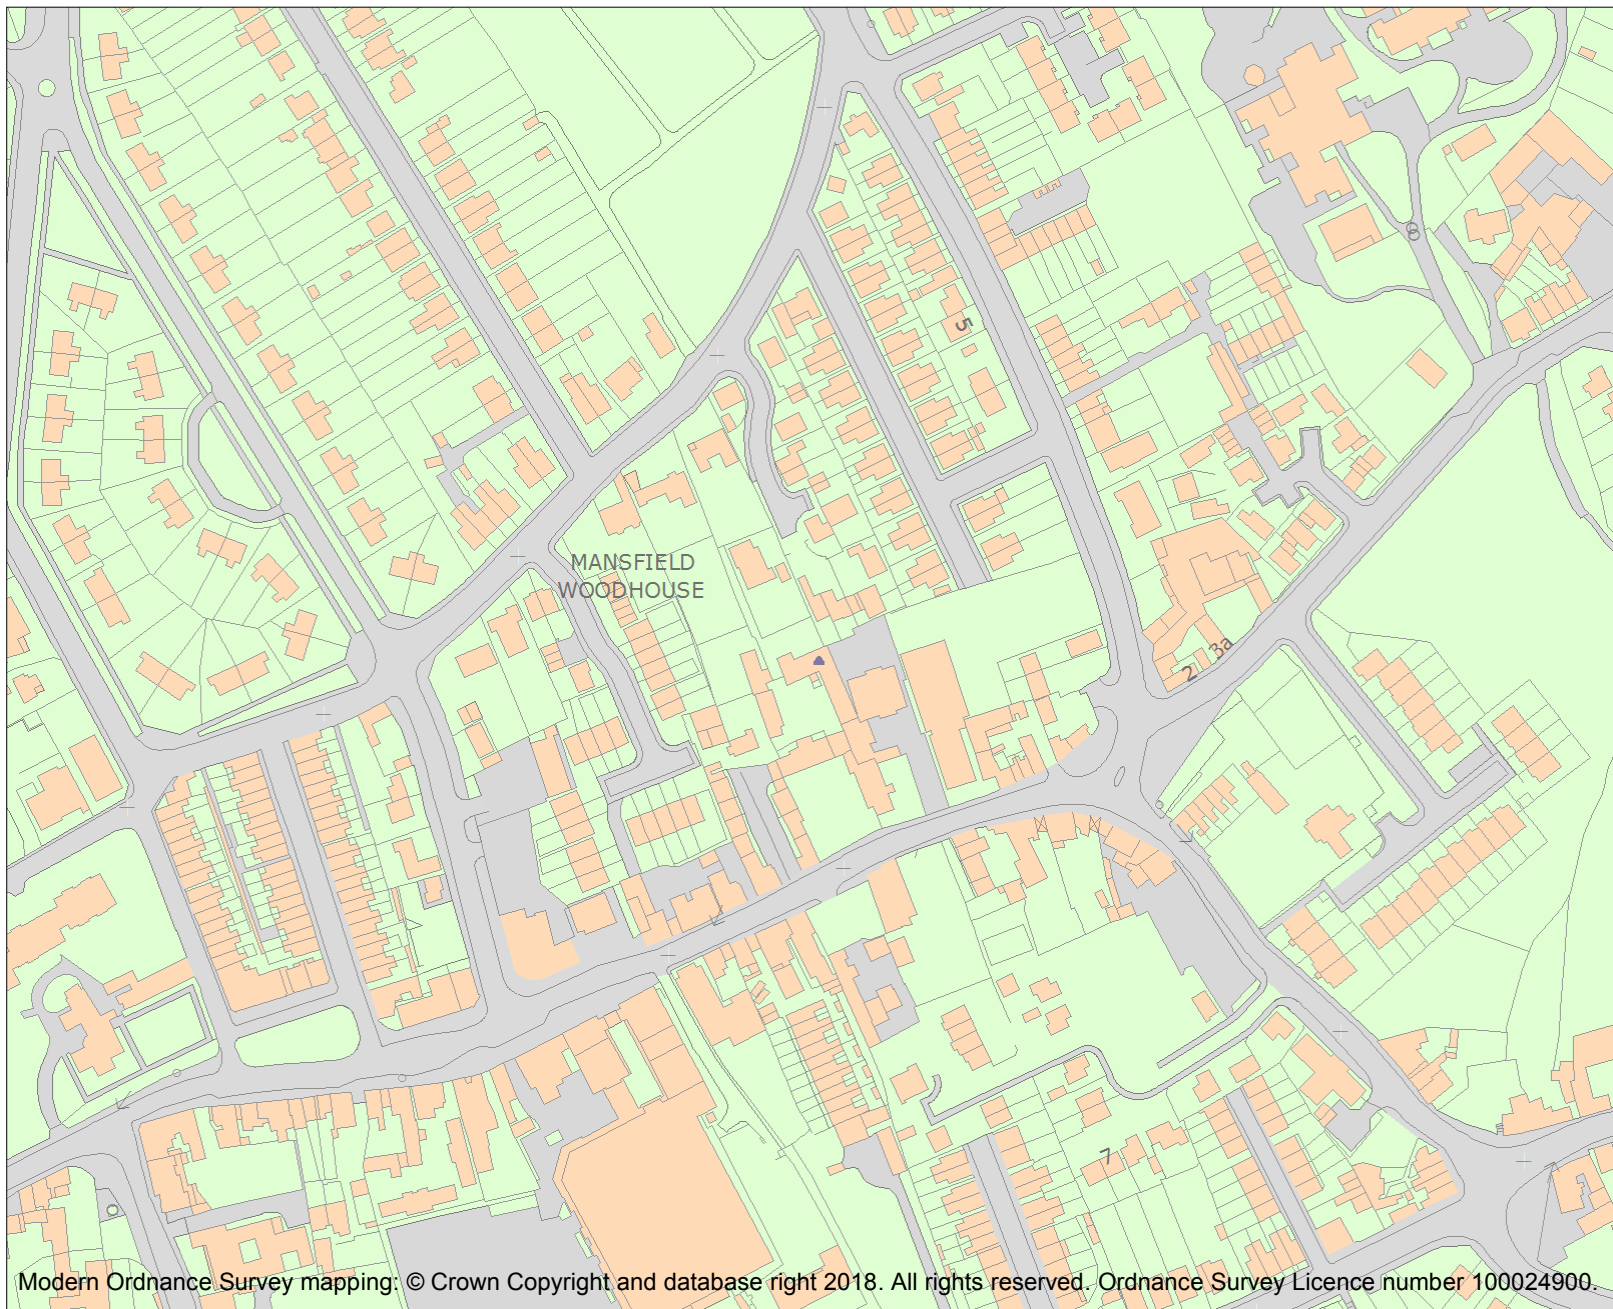 5
MANSFIELD
WOODHOUSE
2 3a
7
Modern Ordnance Survey mapping: © Crown Copyright and database right 2018. All rights reserved. Ordnance Survey Licence number 100024900.